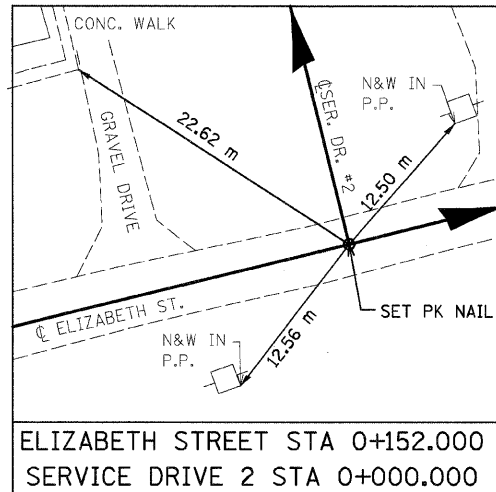 CONC. WALK
N&W IN
P.P.
22.62 m
℄ SER. DR. #2
GRAVEL DRIVE
12.50 m
℄ ELIZABETH ST.
SET PK NAIL
N&W IN
P.P.
12.56 m
ELIZABETH STREET STA 0+152.000
SERVICE DRIVE 2 STA 0+000.000